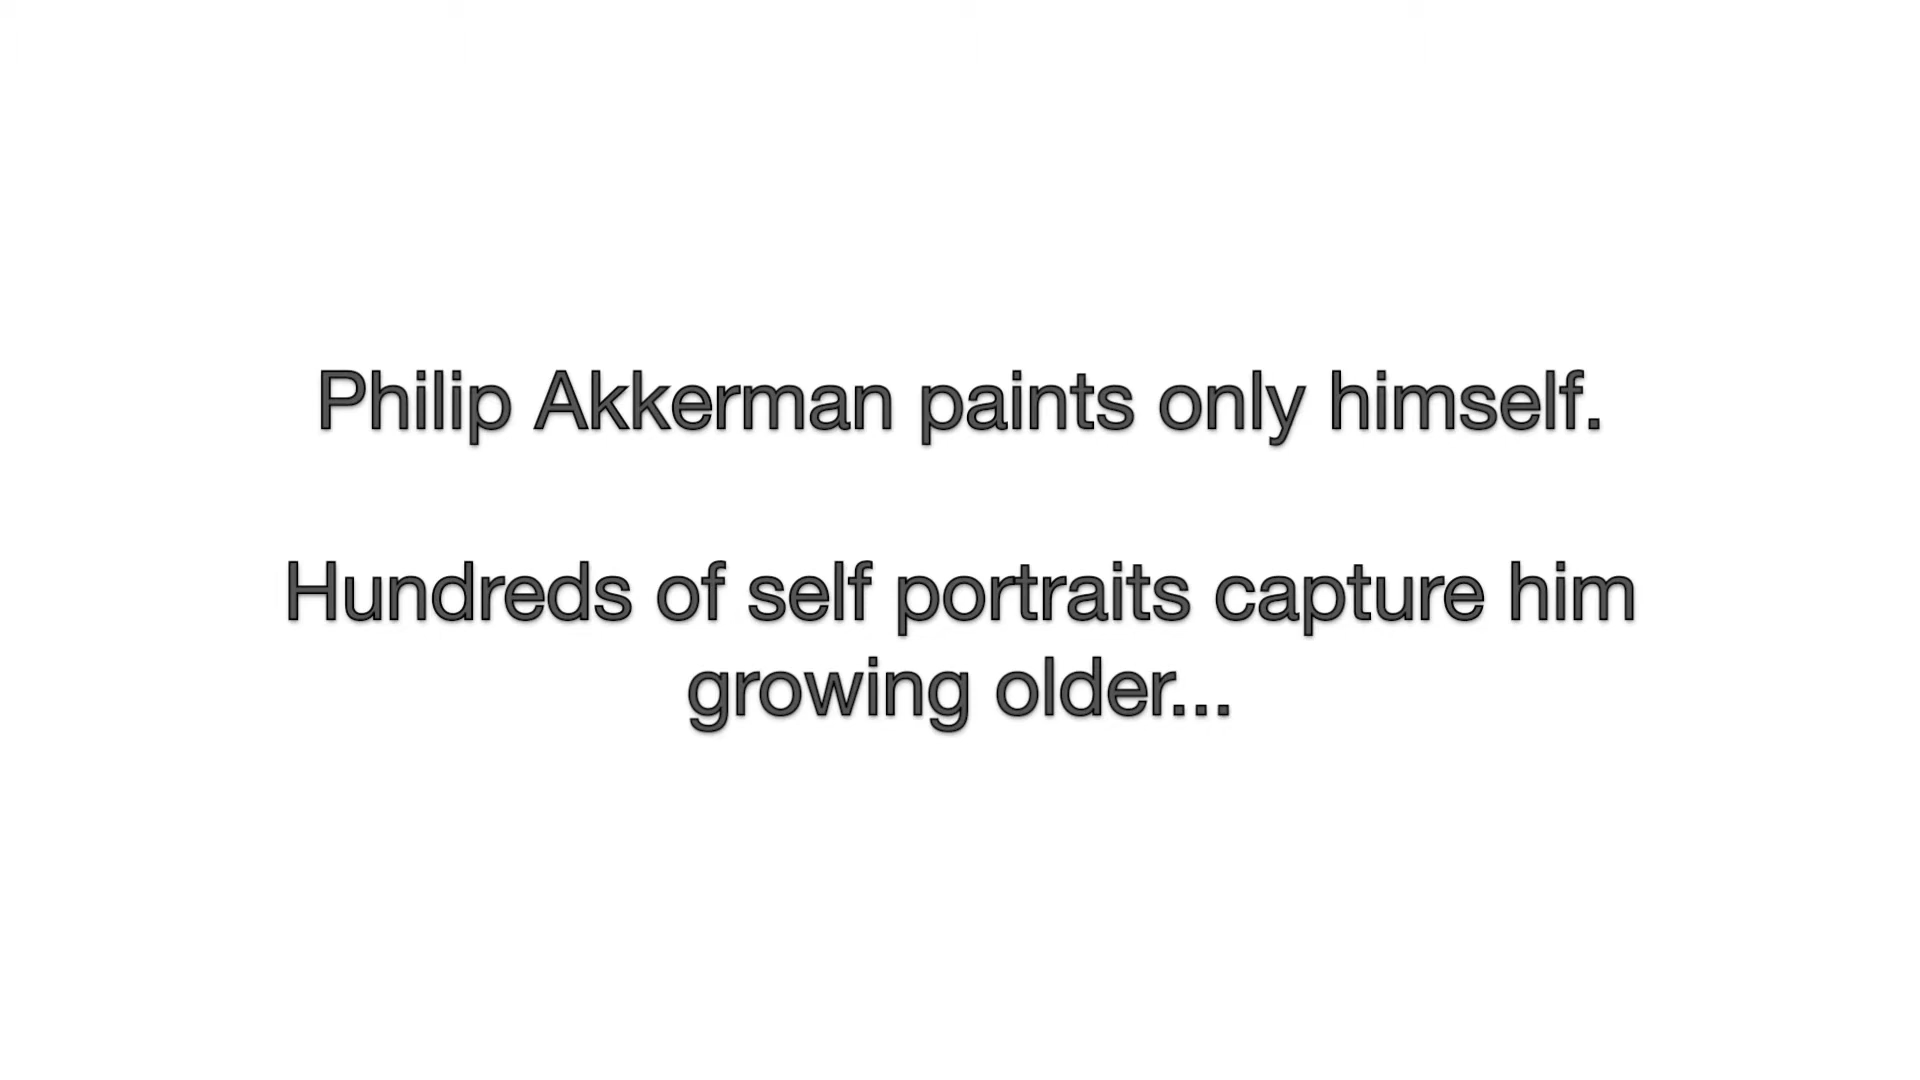 Philip Akkerman paints only himself.
Hundreds of self portraits capture him
growing older...